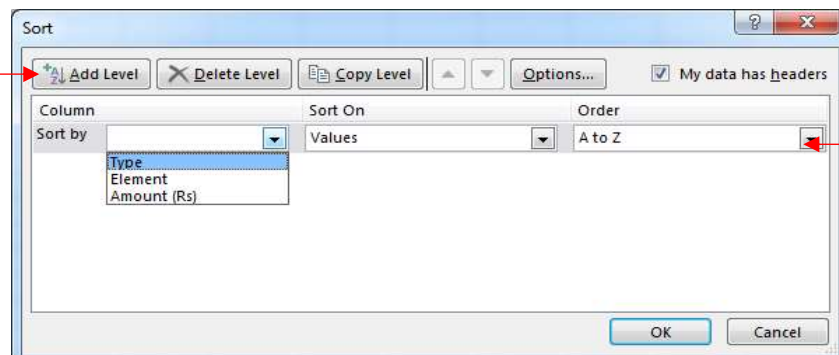 Sort
Add Level Delete Level Copy Level Options... My data has headers
Column Sort On Order
Sort by Values A to Z
Type
Element
Amount (Rs)
OK Cancel